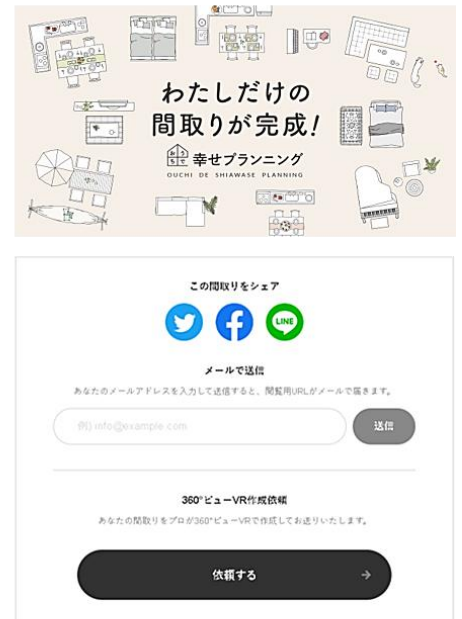 わたしだけの
間取りが完成!
おうちで 幸せプランニング
OUCHI DE SHIAWASE PLANNING
この間取りをシェア
LINE
メールで送信
あなたのメールアドレスを入力して送信すると、閲覧用URLがメールで届きます。
例) info@example.com
送信
360°ビューVR作成依頼
あなたの間取りをプロが360°ビューVRで作成してお送りいたします。
依頼する →